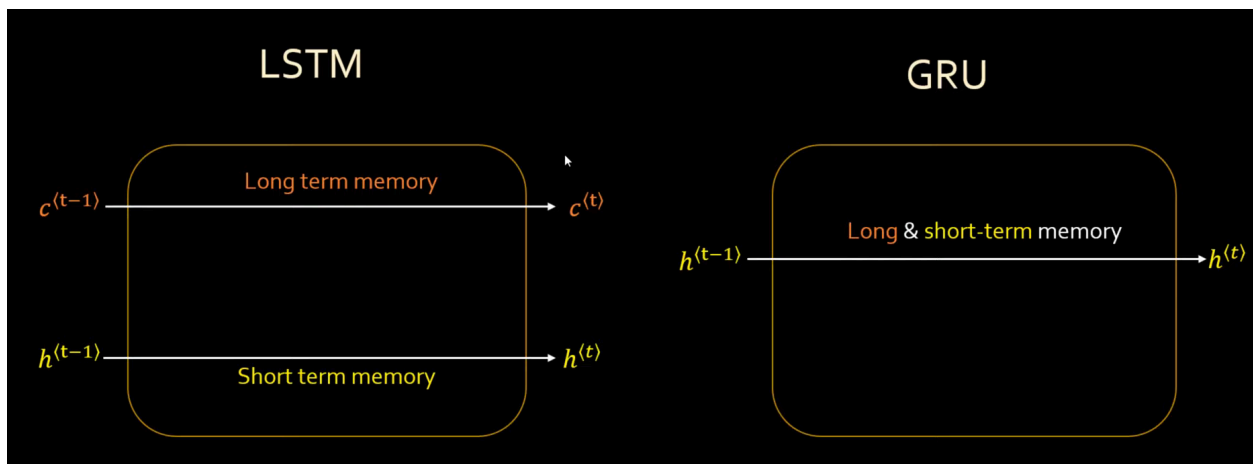 LSTM
Long term memory
c⟨t−1⟩
c⟨t⟩
h⟨t−1⟩
h⟨t⟩
Short term memory
GRU
Long & short-term memory
h⟨t−1⟩
h⟨t⟩